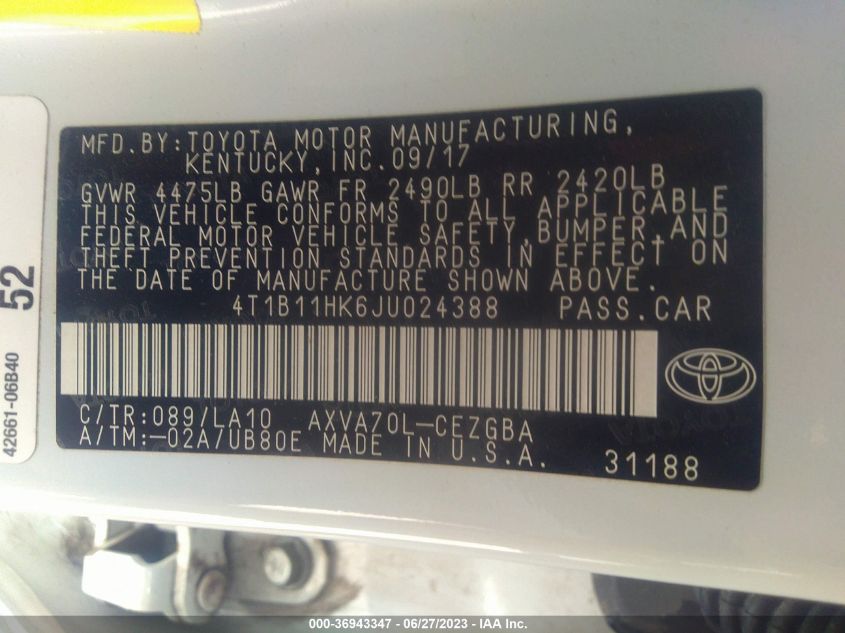 MFD.BY:TOYOTA MOTOR MANUFACTURING,
KENTUCKY,INC.09/17
GVWR 4475LB GAWR FR 2490LB RR 2420LB
THIS VEHICLE CONFORMS TO ALL APPLICABLE
FEDERAL MOTOR VEHICLE SAFETY,BUMPER,AND
THEFT PREVENTION STANDARDS IN EFFECT ON
THE DATE OF MANUFACTURE SHOWN ABOVE.
4T1B11HK6JU024388 PASS.CAR
C/TR:089/LA10 AXVA70L-CEZGBA
A/TM:-02A/UB80E MADE IN U.S.A. 31188
52
42661-06B40
000-36943347 - 06/27/2023 - IAA Inc.